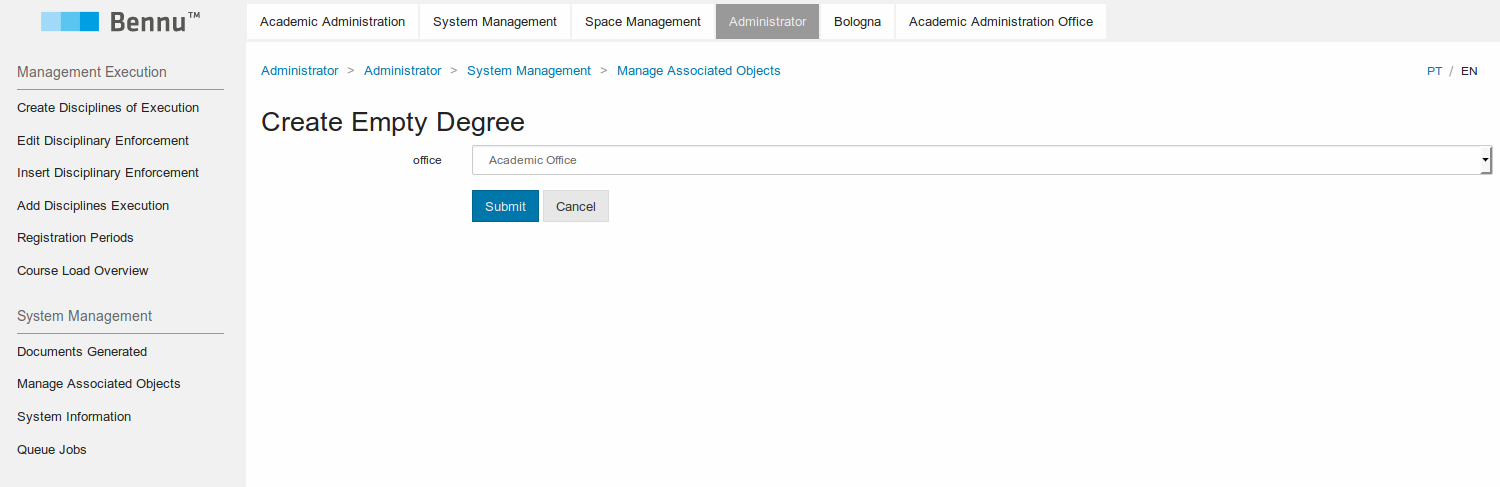 Bennu™
Academic Administration System Management Space Management Administrator Bologna Academic Administration Office
Management Execution
Create Disciplines of Execution
Edit Disciplinary Enforcement
Insert Disciplinary Enforcement
Add Disciplines Execution
Registration Periods
Course Load Overview
System Management
Documents Generated
Manage Associated Objects
System Information
Queue Jobs
Administrator > Administrator > System Management > Manage Associated Objects
PT / EN
Create Empty Degree
office Academic Office
Submit Cancel